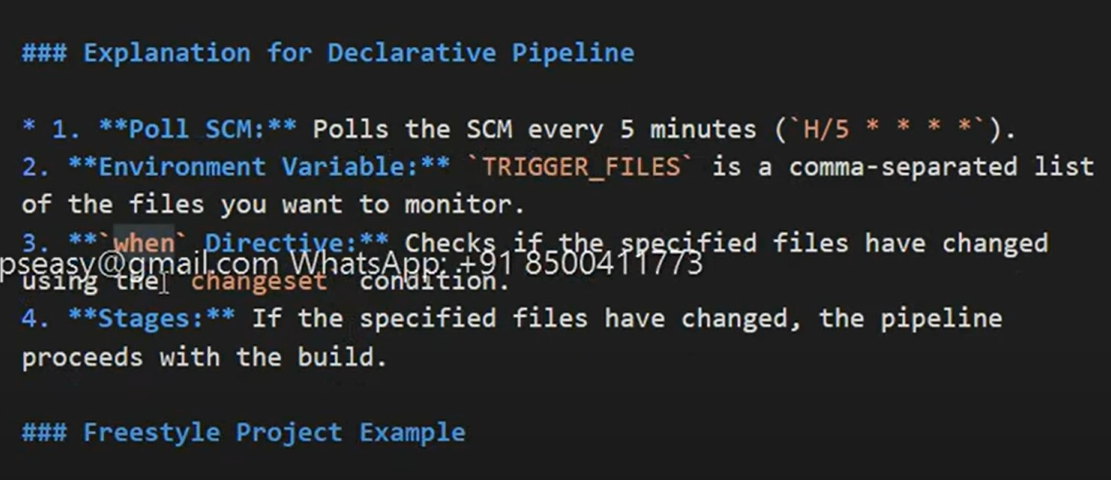 ### Explanation for Declarative Pipeline
* 1. **Poll SCM:** Polls the SCM every 5 minutes (`H/5 * * * *`).
2. **Environment Variable:** `TRIGGER_FILES` is a comma-separated list
of the files you want to monitor.
3. **`when` Directive:** Checks if the specified files have changed
pseasy@gmail.com WhatsApp: +91 8500411773
using the `changeset` condition.
4. **Stages:** If the specified files have changed, the pipeline
proceeds with the build.
### Freestyle Project Example